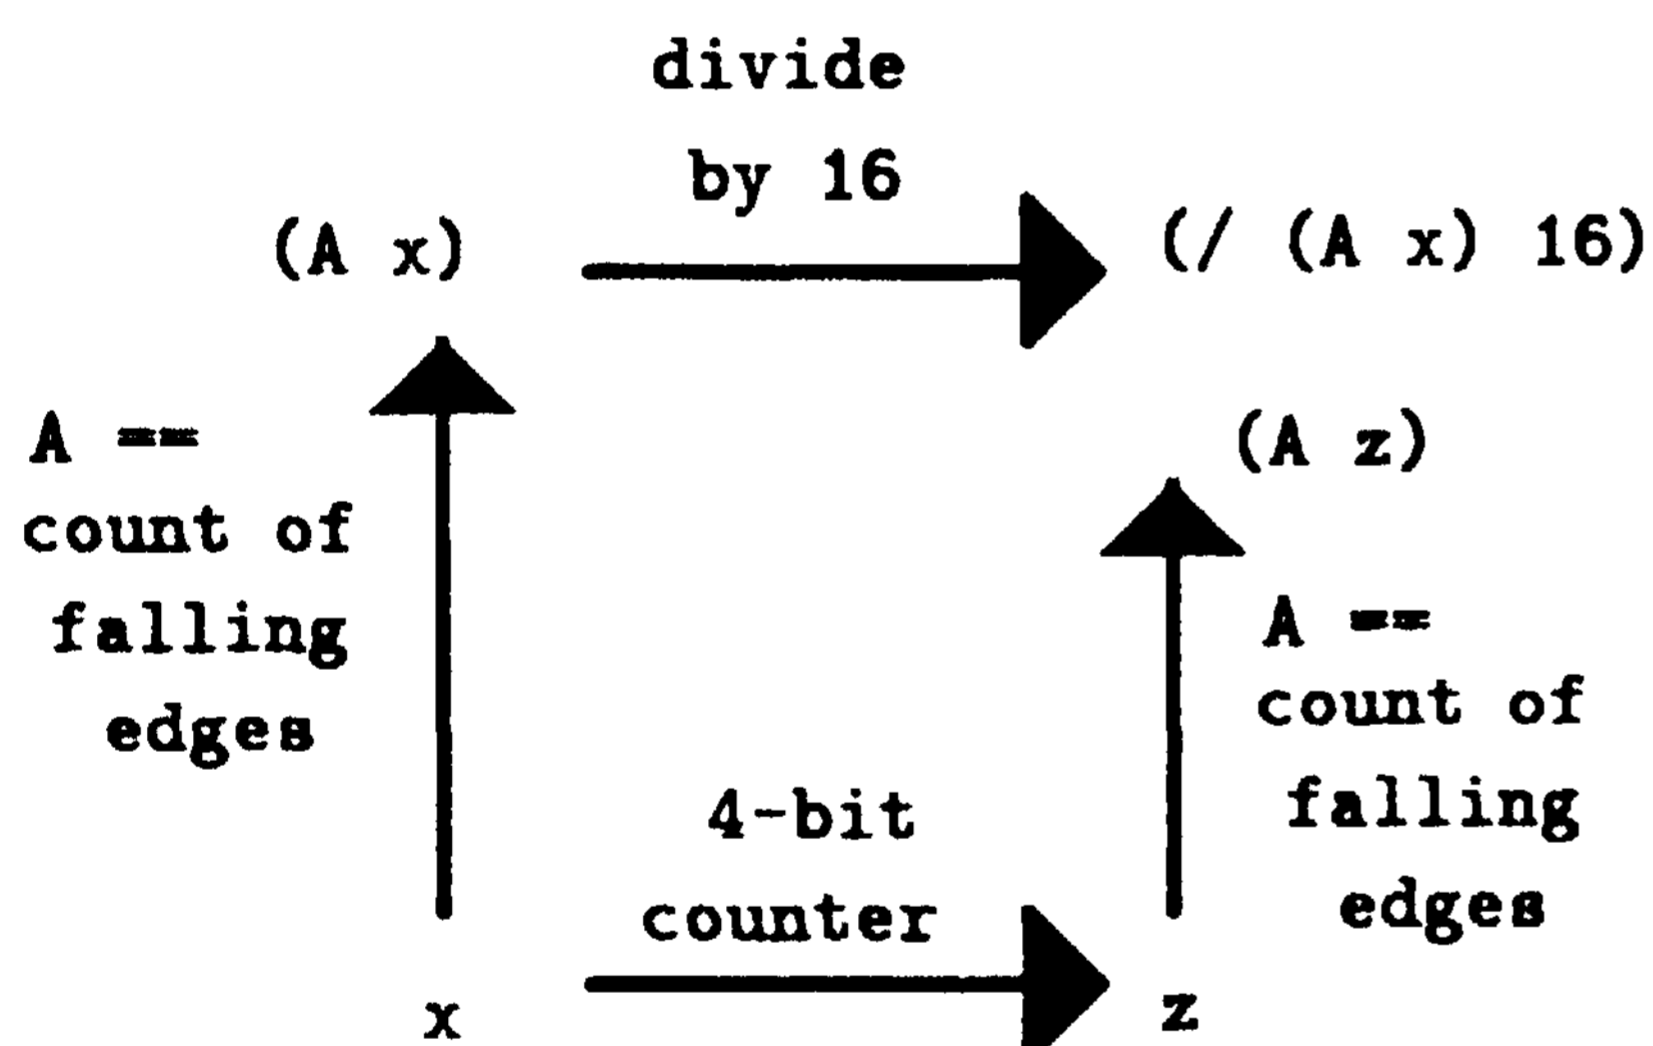 divide
by 16
(A x)
(/ (A x) 16)
A ==
count of
falling
edges
(A z)
A ==
count of
falling
edges
4-bit
counter
x
z